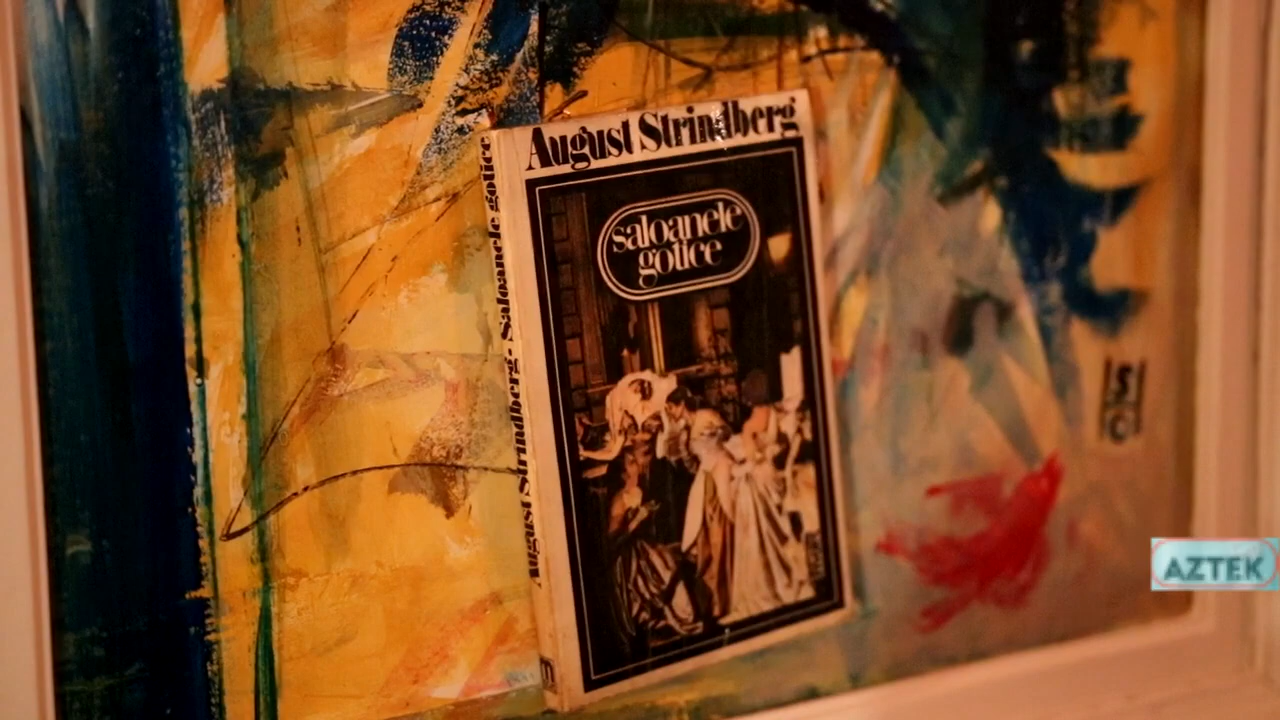 August Strindberg
saloanele
gotice
August Strindberg · Saloanele gotice
m
S
C
AZTEK